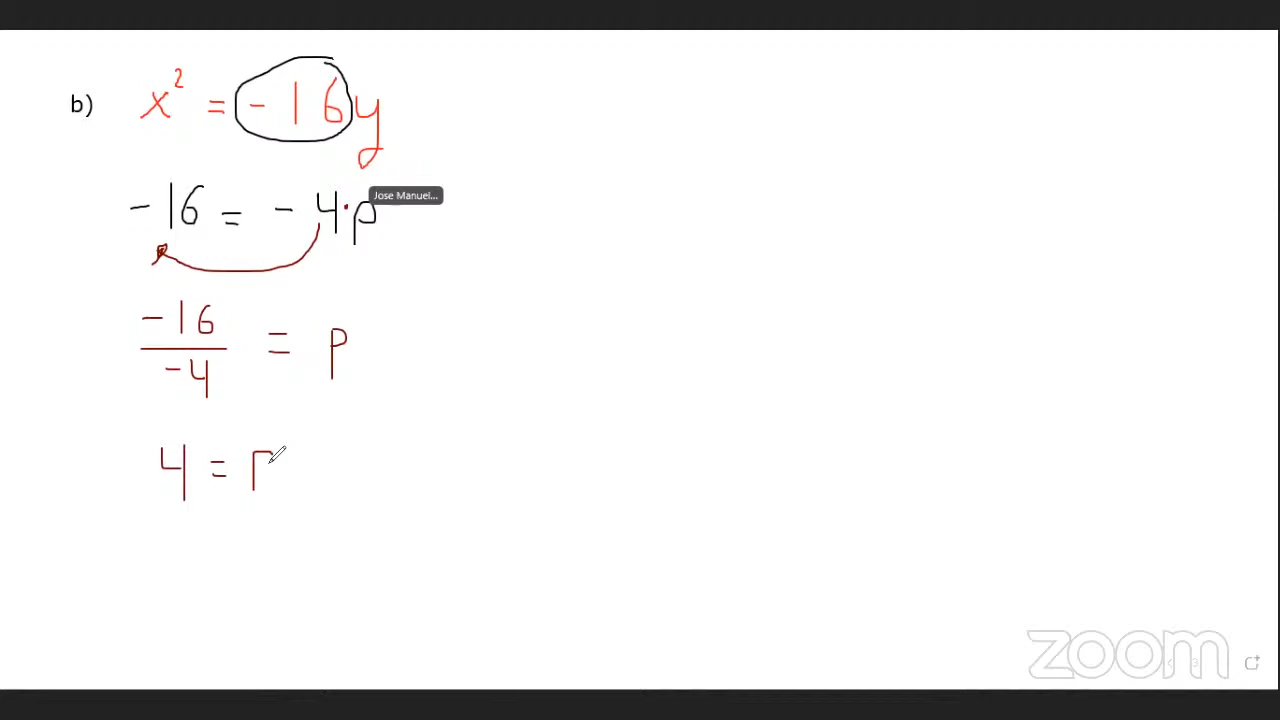 b) x² = -16y
-16 = -4·p
Jose Manuel...
-16/-4 = p
4 = p
zoom